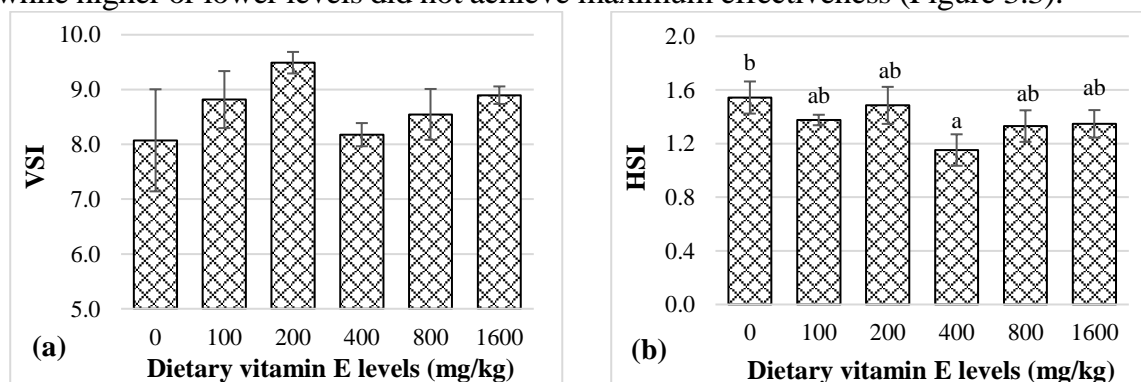 while higher or lower levels did not achieve maximum effectiveness (Figure 3.3).
10.0
9.0
8.0
7.0
6.0
5.0
VSI
0 100 200 400 800 1600
(a)
Dietary vitamin E levels (mg/kg)
2.0
1.6
1.2
0.8
0.4
0.0
HSI
b ab ab a ab ab
0 100 200 400 800 1600
(b)
Dietary vitamin E levels (mg/kg)